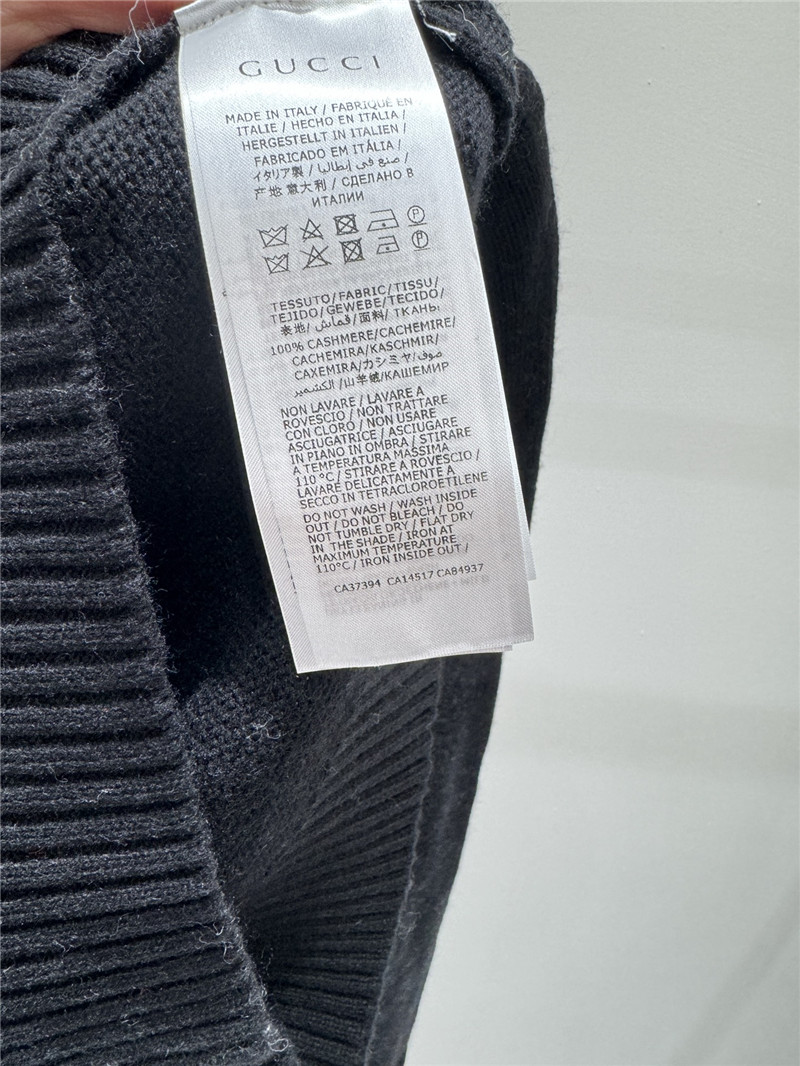 GUCCI
MADE IN ITALY / FABRIQUÉ EN
ITALIE / HECHO EN ITALIA /
HERGESTELLT IN ITALIEN /
FABRICADO EM ITÁLIA /
イタリア製 / صنع في إيطاليا /
产地 意大利 / СДЕЛАНО В
ИТАЛИИ
TESSUTO/FABRIC/TISSU/
TEJIDO/GEWEBE/TECIDO/
表地/ قماش/面料/ ТКАНЬ
100% CASHMERE/CACHEMIRE/
CACHEMIRA/KASCHMIR/
CAXEMIRA/カシミヤ/صوف
الكشمير/山羊绒/КАШЕМИР
NON LAVARE / LAVARE A
ROVESCIO / NON TRATTARE
CON CLORO / NON USARE
ASCIUGATRICE / ASCIUGARE
IN PIANO IN OMBRA / STIRARE
A TEMPERATURA MASSIMA
110 °C / STIRARE A ROVESCIO /
LAVARE DELICATAMENTE A
SECCO IN TETRACLOROETILENE
DO NOT WASH / WASH INSIDE
OUT / DO NOT BLEACH / DO
NOT TUMBLE DRY / FLAT DRY
IN THE SHADE / IRON AT
MAXIMUM TEMPERATURE
110°C / IRON INSIDE OUT /
CA37394 CA14517 CA84937